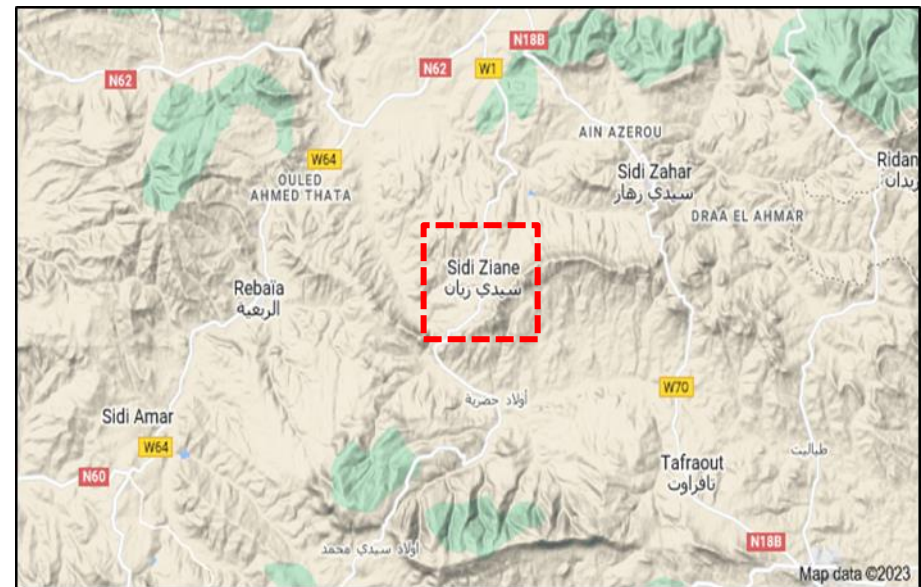 N18B
N62
N62
W1
AIN AZEROU
W64
OULED
AHMED THATA
Sidi Zahar
سيدي زهار
Ridan
ريدان
DRAA EL AHMAR
Sidi Ziane
سيدي زيان
Rebaïa
الربعية
W70
أولاد حضرية
Sidi Amar
W64
طباليت
Tafraout
تافراوت
N60
N18B
أولاد سيدي محمد
Map data ©2023